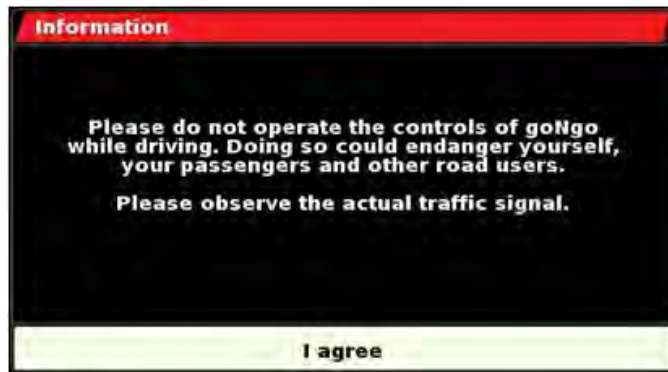 Information
Please do not operate the controls of goNgo
while driving. Doing so could endanger yourself,
your passengers and other road users.
Please observe the actual traffic signal.
I agree